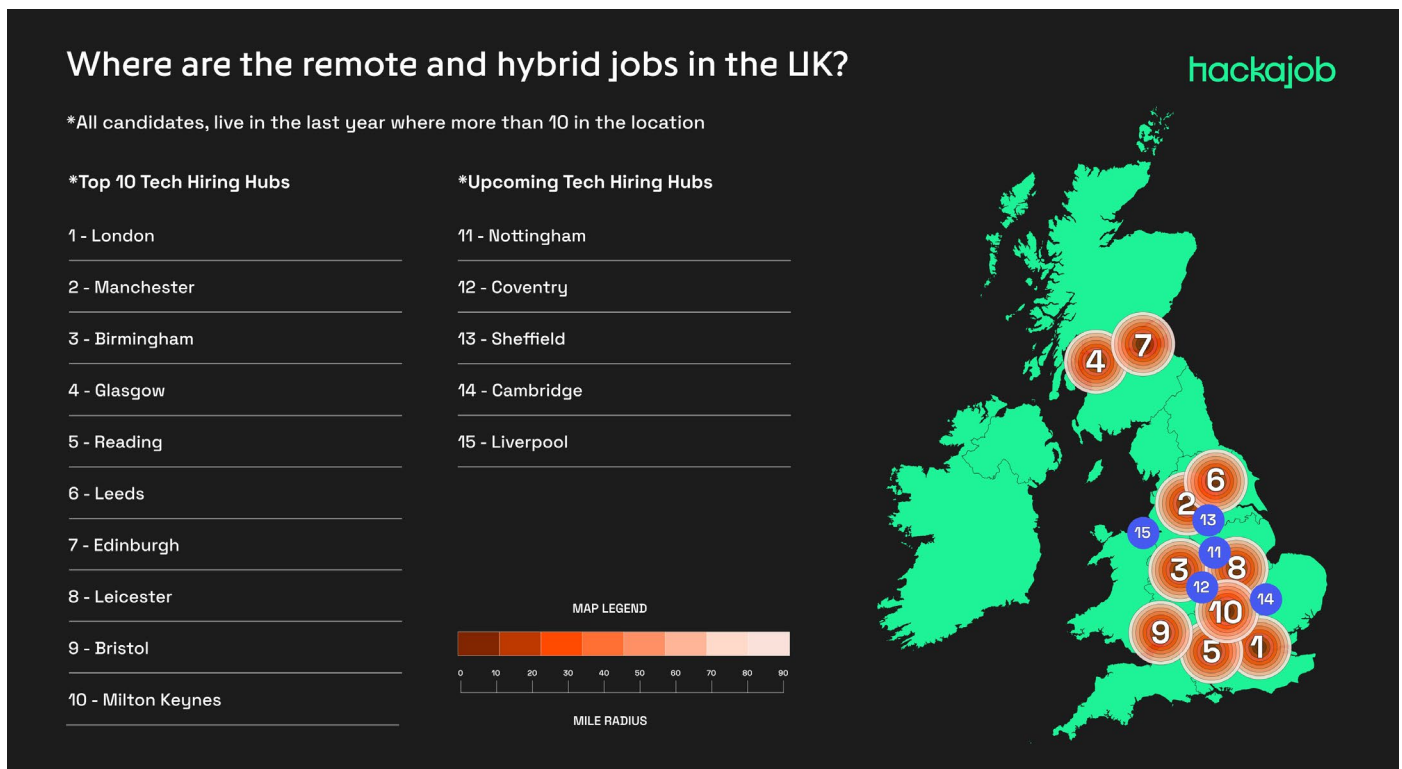 Where are the remote and hybrid jobs in the UK?
hackajob
*All candidates, live in the last year where more than 10 in the location
*Top 10 Tech Hiring Hubs
1 - London
2 - Manchester
3 - Birmingham
4 - Glasgow
5 - Reading
6 - Leeds
7 - Edinburgh
8 - Leicester
9 - Bristol
10 - Milton Keynes
*Upcoming Tech Hiring Hubs
11 - Nottingham
12 - Coventry
13 - Sheffield
14 - Cambridge
15 - Liverpool
MAP LEGEND
0 10 20 30 40 50 60 70 80 90
MILE RADIUS
7
4
6
2
13
15
11
3
8
12
14
10
9
5
1